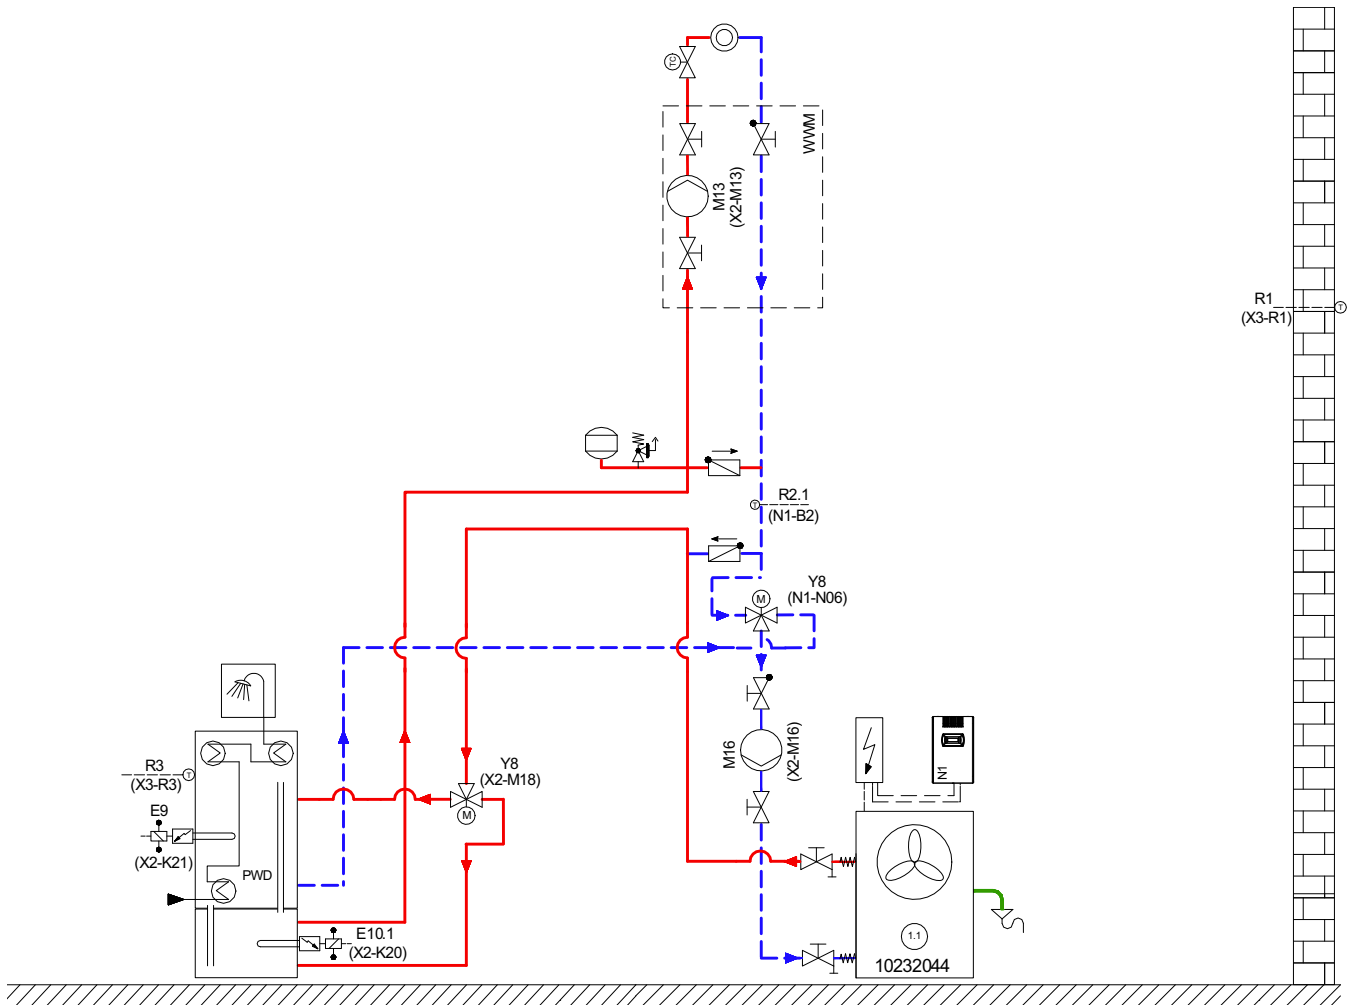 TC
WWM
M13
(X2-M13)
R1
(X3-R1)
T
R2.1
(N1-B2)
T
Y8
(N1-N06)
M
M16
(X2-M16)
N1
Y8
(X2-M18)
M
R3
(X3-R3)
T
E9
(X2-K21)
PWD
E10.1
(X2-K20)
1.1
10232044